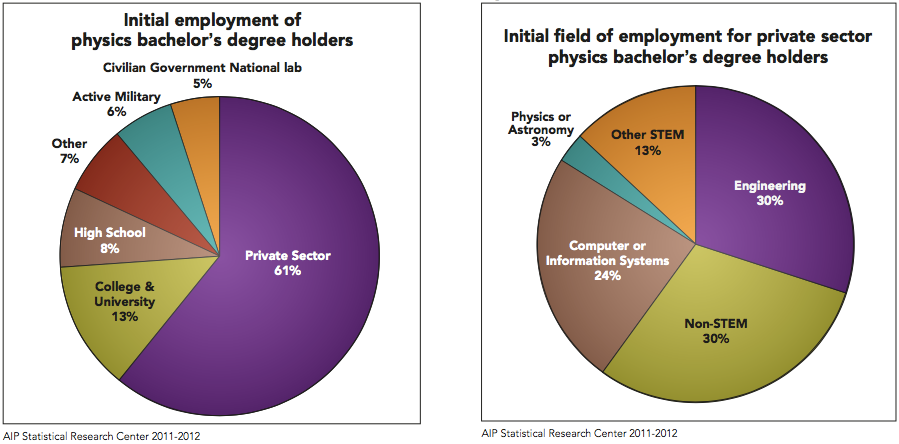 Initial employment of
physics bachelor’s degree holders
Civilian Government National lab
5%
Active Military
6%
Other
7%
High School
8%
College &
University
13%
Private Sector
61%
AIP Statistical Research Center 2011-2012
Initial field of employment for private sector
physics bachelor’s degree holders
Physics or
Astronomy
3%
Other STEM
13%
Engineering
30%
Computer or
Information Systems
24%
Non-STEM
30%
AIP Statistical Research Center 2011-2012